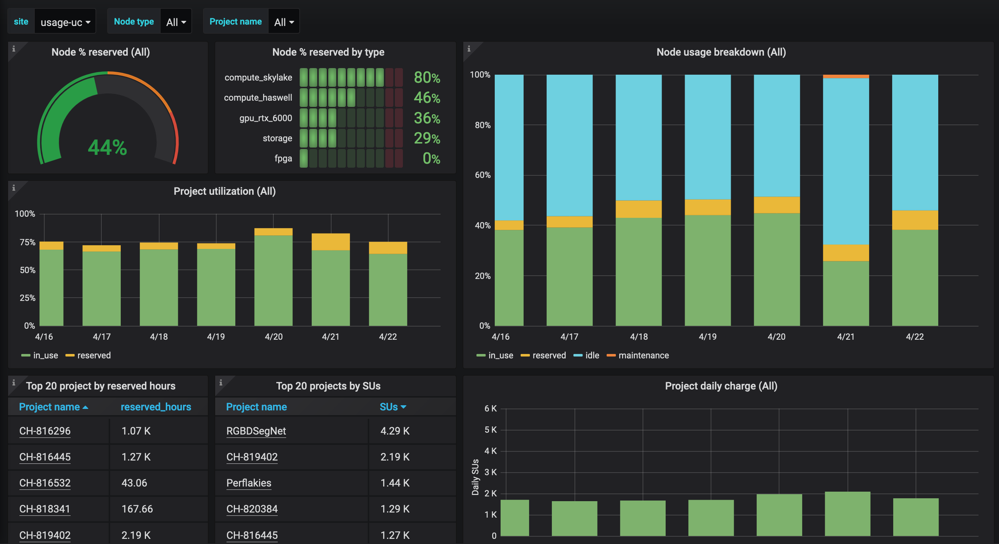 site usage-uc Node type All Project name All
Node % reserved (All)
44%
Node % reserved by type
compute_skylake 80%
compute_haswell 46%
gpu_rtx_6000 36%
storage 29%
fpga 0%
Node usage breakdown (All)
100%
80%
60%
40%
20%
0%
4/16 4/17 4/18 4/19 4/20 4/21 4/22
in_use reserved idle maintenance
Project utilization (All)
100%
75%
50%
25%
0%
4/16 4/17 4/18 4/19 4/20 4/21 4/22
in_use reserved
Top 20 project by reserved hours
Project name reserved_hours
CH-816296 1.07 K
CH-816445 1.27 K
CH-816532 43.06
CH-818341 167.66
CH-819402 2.19 K
Top 20 projects by SUs
Project name SUs
RGBDSegNet 4.29 K
CH-819402 2.19 K
Perflakies 1.44 K
CH-820384 1.29 K
CH-816445 1.27 K
Project daily charge (All)
Daily SUs
6 K
5 K
4 K
3 K
2 K
1 K
0